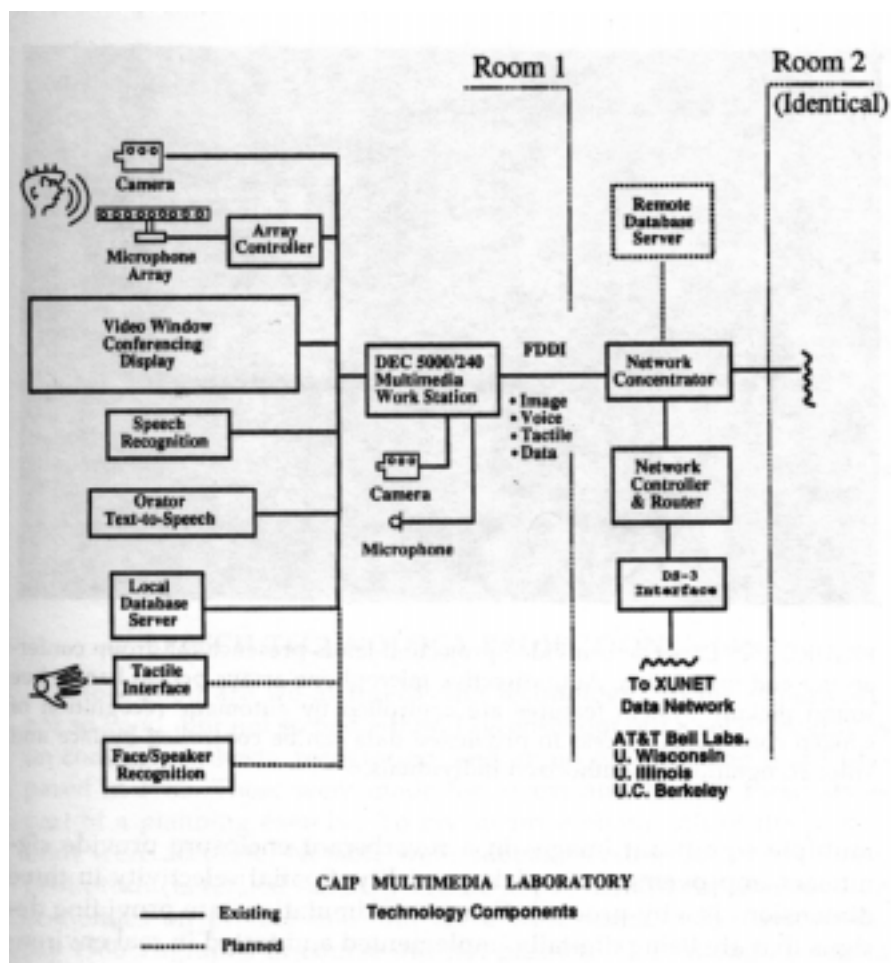 Room 1
Room 2
(Identical)
Camera
Microphone
Array
Array
Controller
Remote
Database
Server
Video Window
Conferencing
Display
DEC 5000/240
Multimedia
Work Station
FDDI
• Image
• Voice
• Tactile
• Data
Network
Concentrator
Speech
Recognition
Camera
Network
Controller
& Router
Orator
Text-to-Speech
Microphone
DS-3
Interface
Local
Database
Server
Tactile
Interface
To XUNET
Data Network
AT&T Bell Labs.
U. Wisconsin
U. Illinois
U.C. Berkeley
Face/Speaker
Recognition
CAIP MULTIMEDIA LABORATORY
Technology Components
Existing
Planned